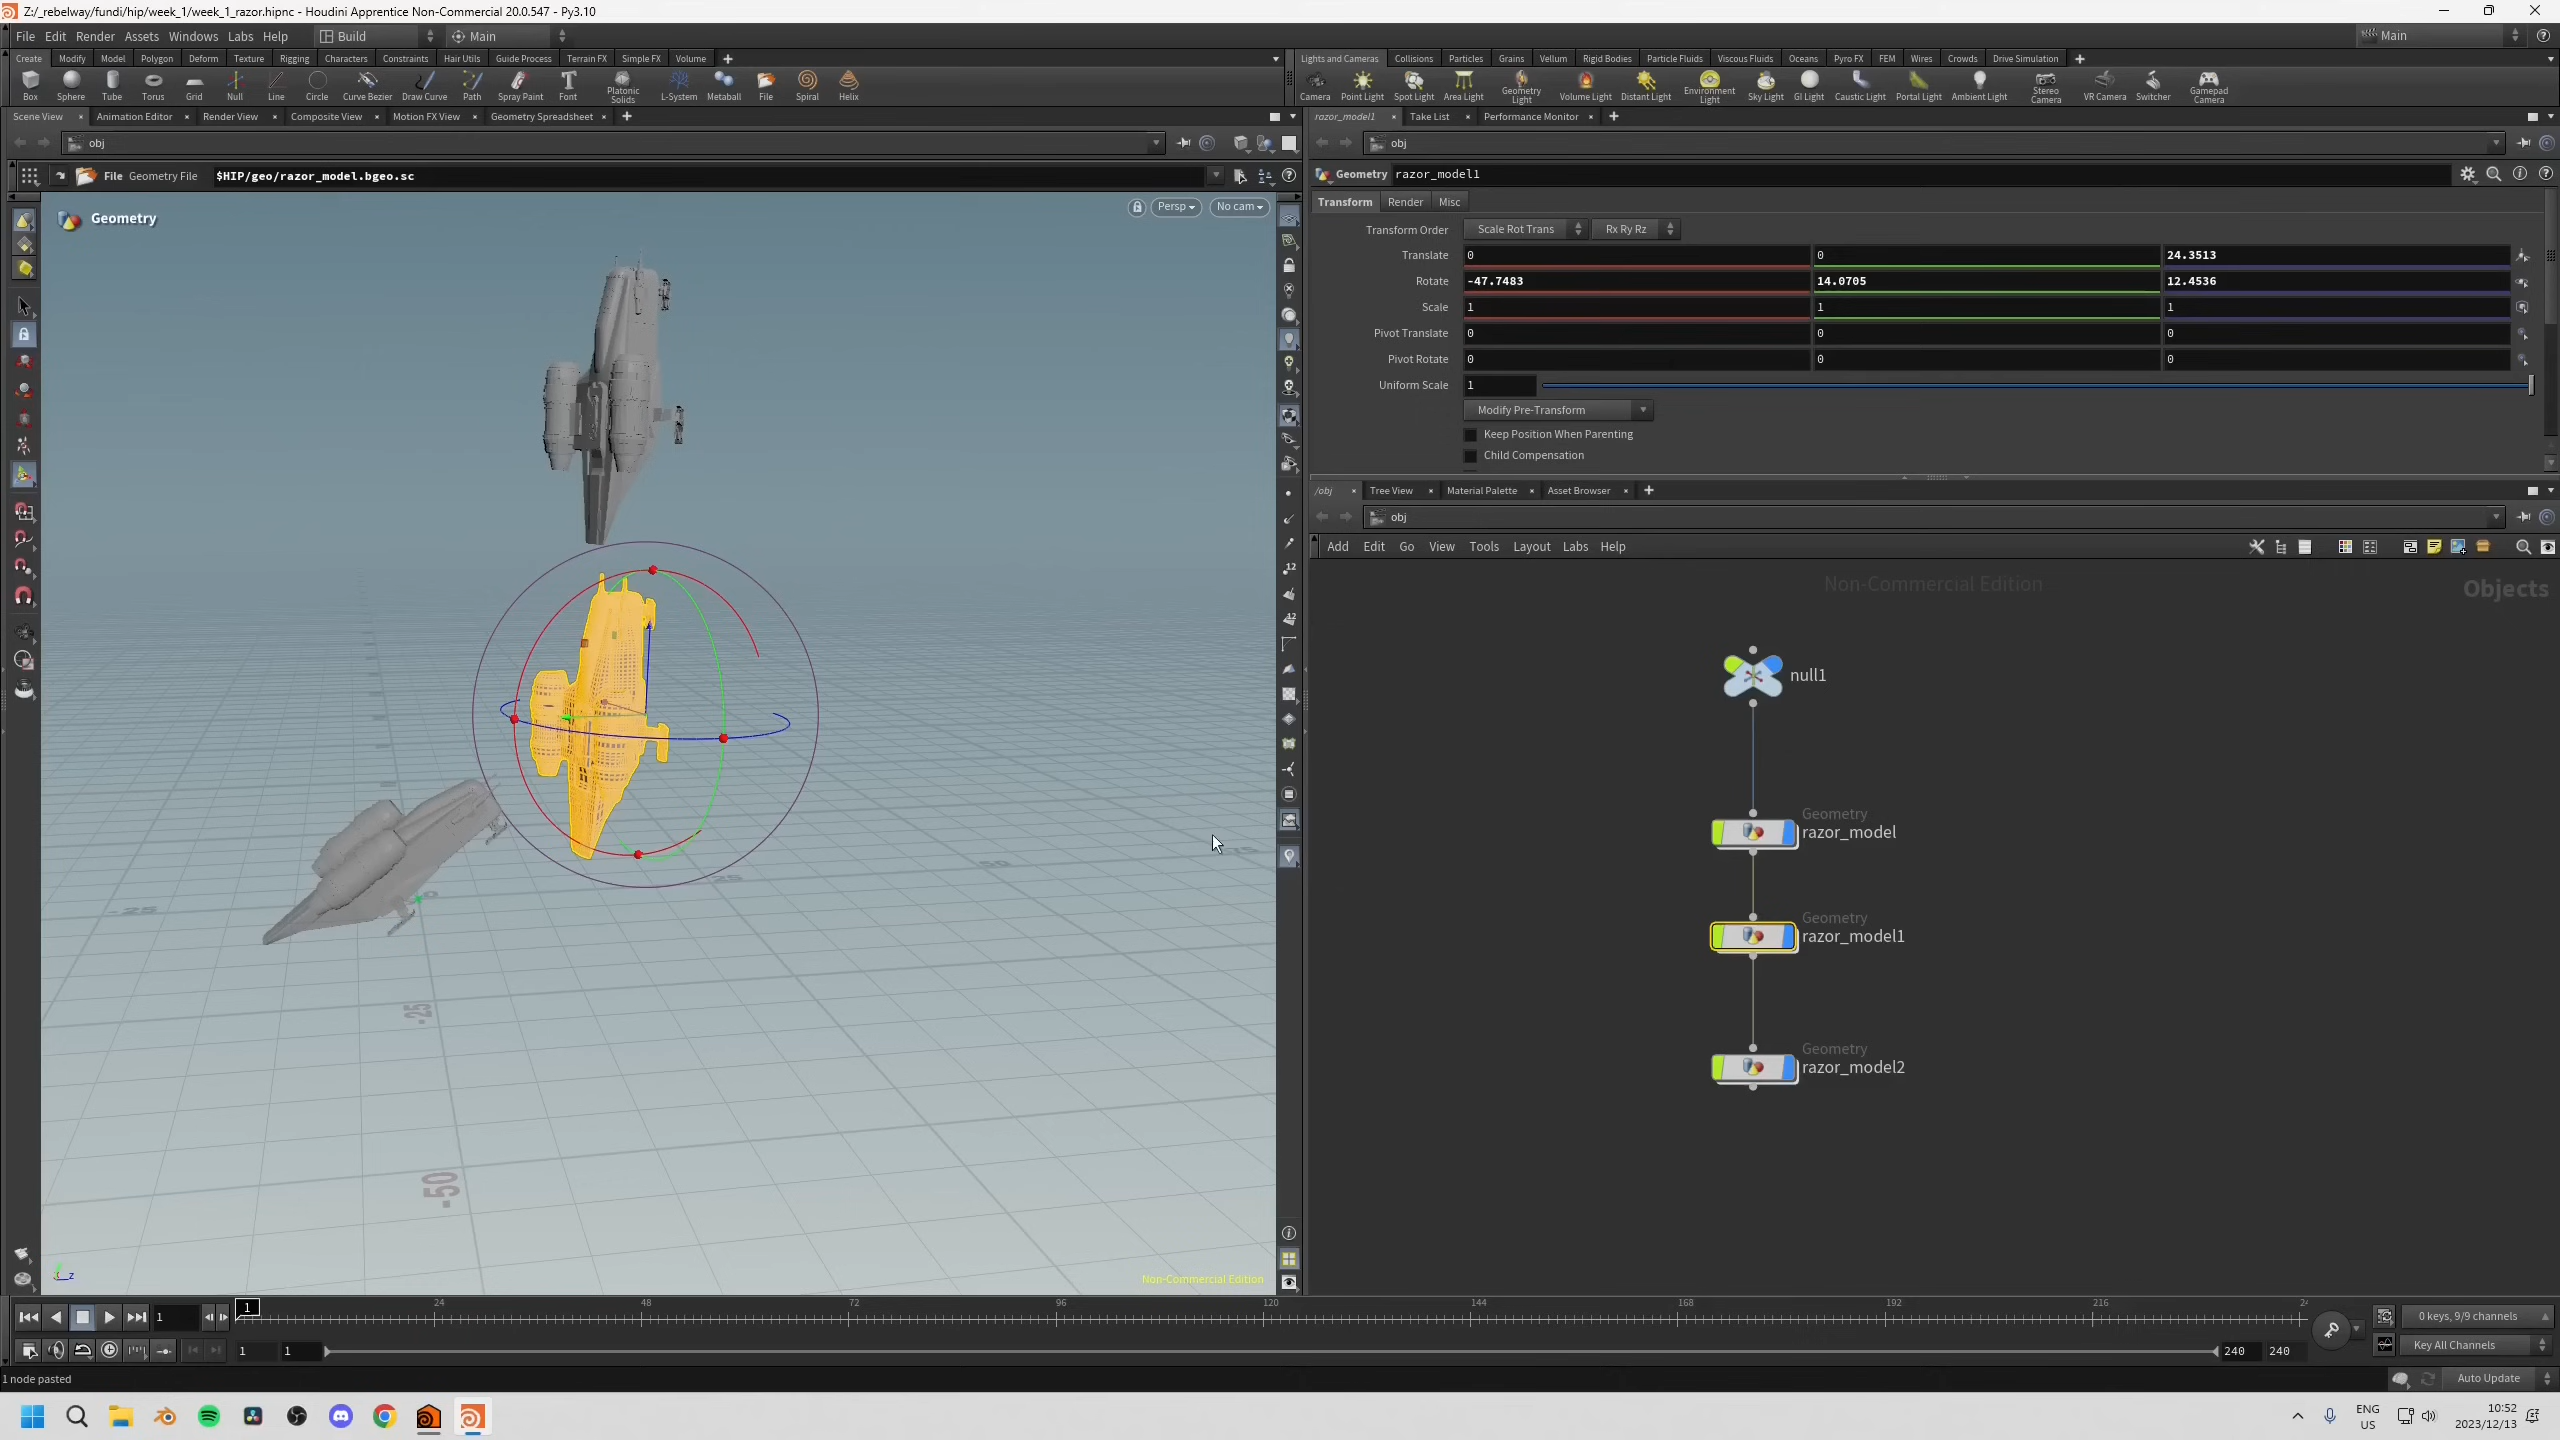 Z:/_rebelway/fundi/hip/week_1/week_1_razor.hipnc - Houdini Apprentice Non-Commercial 20.0.547 - Py3.10
File Edit Render Assets Windows Labs Help Build Main Main
Create Modify Model Polygon Deform Texture Rigging Characters Constraints Hair Utils Guide Process Terrain FX Simple FX Volume
Lights and Cameras Collisions Particles Grains Vellum Rigid Bodies Particle Fluids Viscous Fluids Oceans Pyro FX FEM Wires Crowds Drive Simulation
Box Sphere Tube Torus Grid Null Line Circle Curve Bezier Draw Curve Path Spray Paint Font Platonic Solids L-System Metaball File Spiral Helix
Camera Point Light Spot Light Area Light Geometry Light Volume Light Distant Light Environment Light Sky Light GI Light Caustic Light Portal Light Ambient Light Stereo Camera VR Camera Switcher Gamepad Camera
Scene View Animation Editor Render View Composite View Motion FX View Geometry Spreadsheet
razor_model1 Take List Performance Monitor
obj
obj
File Geometry File $HIP/geo/razor_model.bgeo.sc
Geometry razor_model1
Geometry
Persp No cam
Transform Render Misc
Transform Order Scale Rot Trans Rx Ry Rz
Translate 0 0 24.3513
Rotate -47.7483 14.0705 12.4536
Scale 1 1 1
Pivot Translate 0 0 0
Pivot Rotate 0 0 0
Uniform Scale 1
Modify Pre-Transform
Keep Position When Parenting
Child Compensation
/obj Tree View Material Palette Asset Browser
obj
Add Edit Go View Tools Layout Labs Help
Non-Commercial Edition
Objects
null1
Geometry
razor_model
Geometry
razor_model1
Geometry
razor_model2
-25
-25
-50
z
Non-Commercial Edition
1 1 24 48 72 96 120 144 168 192 216
0 keys, 9/9 channels
1 1 240 240
Key All Channels
1 node pasted
Auto Update
ENG
US
10:52
2023/12/13